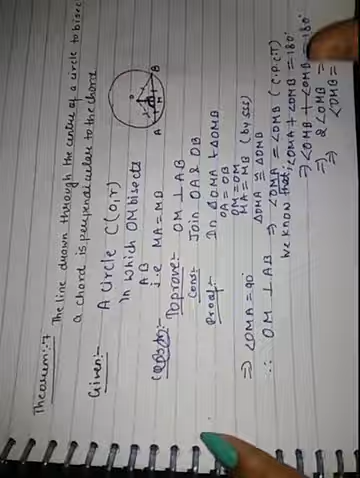 Theorem:-7
The line drawn through the centre of a circle to bisec
a chord is perpendicular to the chord
Given:- A circle C(O,r)
in which OM bisects
AB
i.e MA=MB
To prove:- OM ⊥ AB
Cons:- Join OA & OB
Proof:- In ΔOMA & ΔOMB
OA = OB
OM=OM
MA=MB (by sss)
ΔOMA ≅ ΔOMB
⇒ ∠OMA = ∠OMB (C.P.C.T)
We know that, ∠OMA + ∠OMB = 180°
⇒ ∠OMB + ∠OMB = 180°
⇒ 2∠OMB =
⇒ ∠OMB =
⇒ ∠OMA = 90
∴ OM ⊥ AB
O
A
M
B